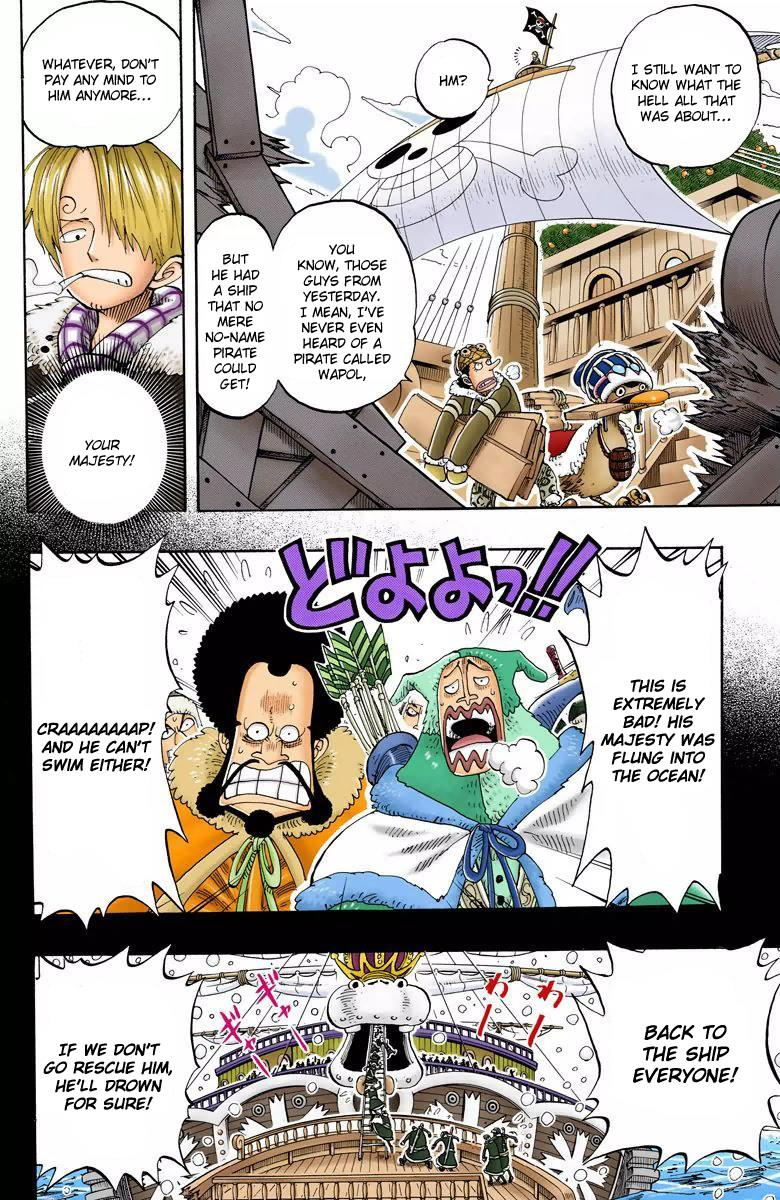 I STILL WANT TO
KNOW WHAT THE
HELL ALL THAT
WAS ABOUT...
HM?
YOU
KNOW, THOSE
GUYS FROM
YESTERDAY.
I MEAN, I'VE
NEVER EVEN
HEARD OF A
PIRATE CALLED
WAPOL,
BUT
HE HAD
A SHIP
THAT NO
MERE
NO-NAME
PIRATE
COULD
GET!
WHATEVER, DON'T
PAY ANY MIND TO
HIM ANYMORE...
YOUR
MAJESTY!
どよよっ!!
THIS IS
EXTREMELY
BAD! HIS
MAJESTY WAS
FLUNG INTO
THE OCEAN!
CRAAAAAAAAP!
AND HE CAN'T
SWIM EITHER!
BACK TO
THE SHIP
EVERYONE!
わー
わー
ギャー
ギャー
IF WE DON'T
GO RESCUE HIM,
HE'LL DROWN
FOR SURE!